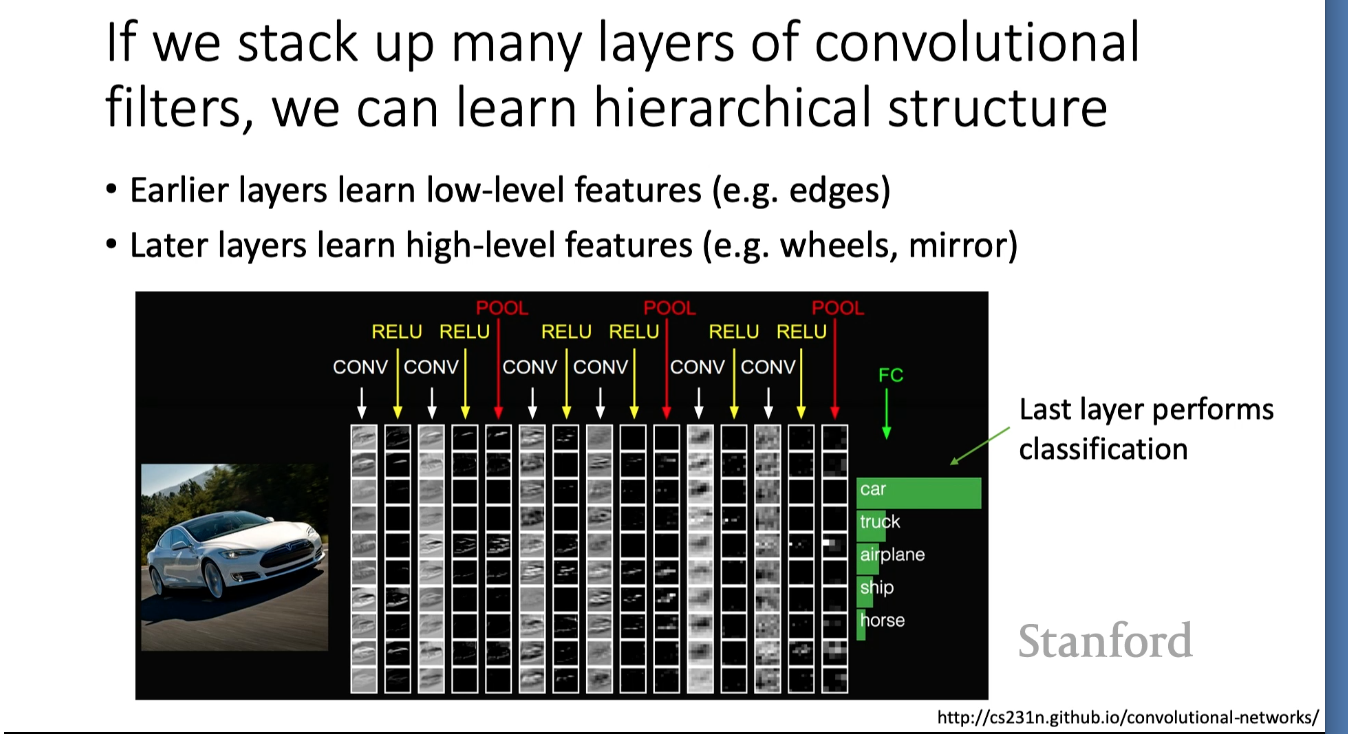 If we stack up many layers of convolutional
filters, we can learn hierarchical structure
• Earlier layers learn low-level features (e.g. edges)
• Later layers learn high-level features (e.g. wheels, mirror)
POOL POOL POOL
RELU RELU RELU RELU RELU RELU
CONV CONV CONV CONV CONV CONV
FC
Last layer performs
classification
car
truck
airplane
ship
horse
Stanford
http://cs231n.github.io/convolutional-networks/